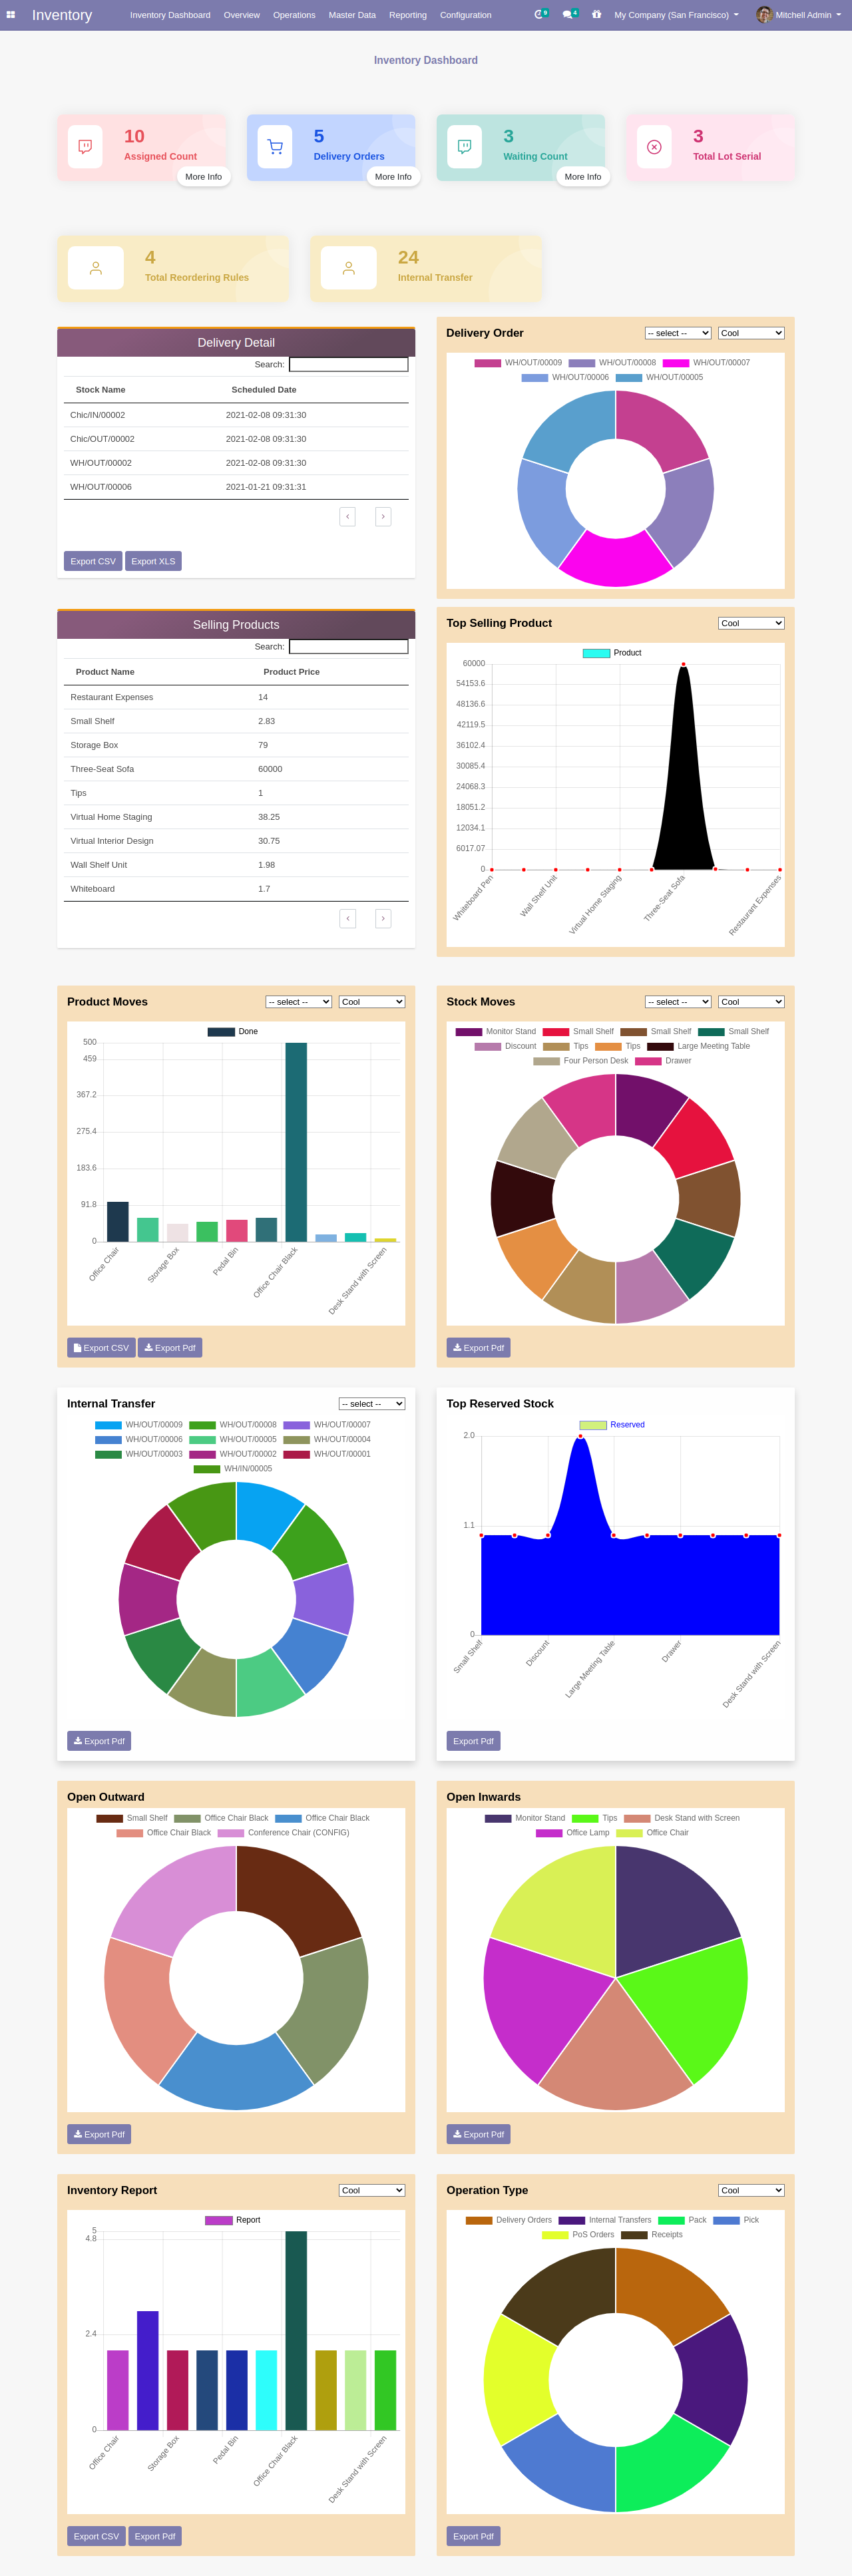 Inventory Inventory Dashboard Overview Operations Master Data Reporting Configuration 9 4 My Company (San Francisco) Mitchell Admin
Inventory Dashboard
10
Assigned Count
More Info
5
Delivery Orders
More Info
3
Waiting Count
More Info
3
Total Lot Serial
4
Total Reordering Rules
24
Internal Transfer
Delivery Detail
Search:
Stock Name Scheduled Date
Chic/IN/00002 2021-02-08 09:31:30
Chic/OUT/00002 2021-02-08 09:31:30
WH/OUT/00002 2021-02-08 09:31:30
WH/OUT/00006 2021-01-21 09:31:31
‹ ›
Export CSV Export XLS
Delivery Order -- select -- Cool
WH/OUT/00009 WH/OUT/00008 WH/OUT/00007
WH/OUT/00006 WH/OUT/00005
Selling Products
Search:
Product Name Product Price
Restaurant Expenses 14
Small Shelf 2.83
Storage Box 79
Three-Seat Sofa 60000
Tips 1
Virtual Home Staging 38.25
Virtual Interior Design 30.75
Wall Shelf Unit 1.98
Whiteboard 1.7
‹ ›
Top Selling Product Cool
Product
60000
54153.6
48136.6
42119.5
36102.4
30085.4
24068.3
18051.2
12034.1
6017.07
0
Whiteboard Pen
Wall Shelf Unit
Virtual Home Staging
Three-Seat Sofa
Restaurant Expenses
Product Moves -- select -- Cool
Done
500
459
367.2
275.4
183.6
91.8
0
Office Chair
Storage Box
Pedal Bin
Office Chair Black
Desk Stand with Screen
Export CSV Export Pdf
Stock Moves -- select -- Cool
Monitor Stand Small Shelf Small Shelf Small Shelf
Discount Tips Tips Large Meeting Table
Four Person Desk Drawer
Export Pdf
Internal Transfer -- select --
WH/OUT/00009 WH/OUT/00008 WH/OUT/00007
WH/OUT/00006 WH/OUT/00005 WH/OUT/00004
WH/OUT/00003 WH/OUT/00002 WH/OUT/00001
WH/IN/00005
Export Pdf
Top Reserved Stock
Reserved
2.0
1.1
0
Small Shelf
Discount
Large Meeting Table
Drawer
Desk Stand with Screen
Export Pdf
Open Outward
Small Shelf Office Chair Black Office Chair Black
Office Chair Black Conference Chair (CONFIG)
Export Pdf
Open Inwards
Monitor Stand Tips Desk Stand with Screen
Office Lamp Office Chair
Export Pdf
Inventory Report Cool
Report
5
4.8
2.4
0
Office Chair
Storage Box
Pedal Bin
Office Chair Black
Desk Stand with Screen
Export CSV Export Pdf
Operation Type Cool
Delivery Orders Internal Transfers Pack Pick
PoS Orders Receipts
Export Pdf